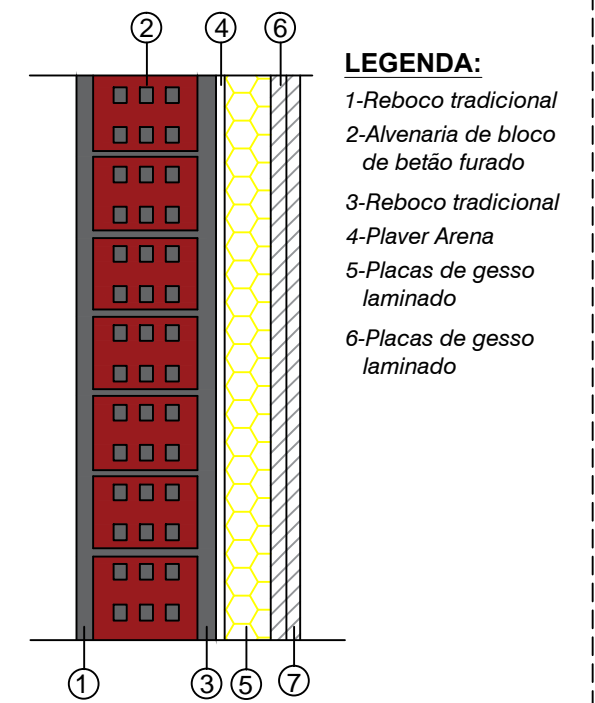 2 4 6
LEGENDA:
1-Reboco tradicional
2-Alvenaria de bloco
de betão furado
3-Reboco tradicional
4-Plaver Arena
5-Placas de gesso
laminado
6-Placas de gesso
laminado
1 3 5 7